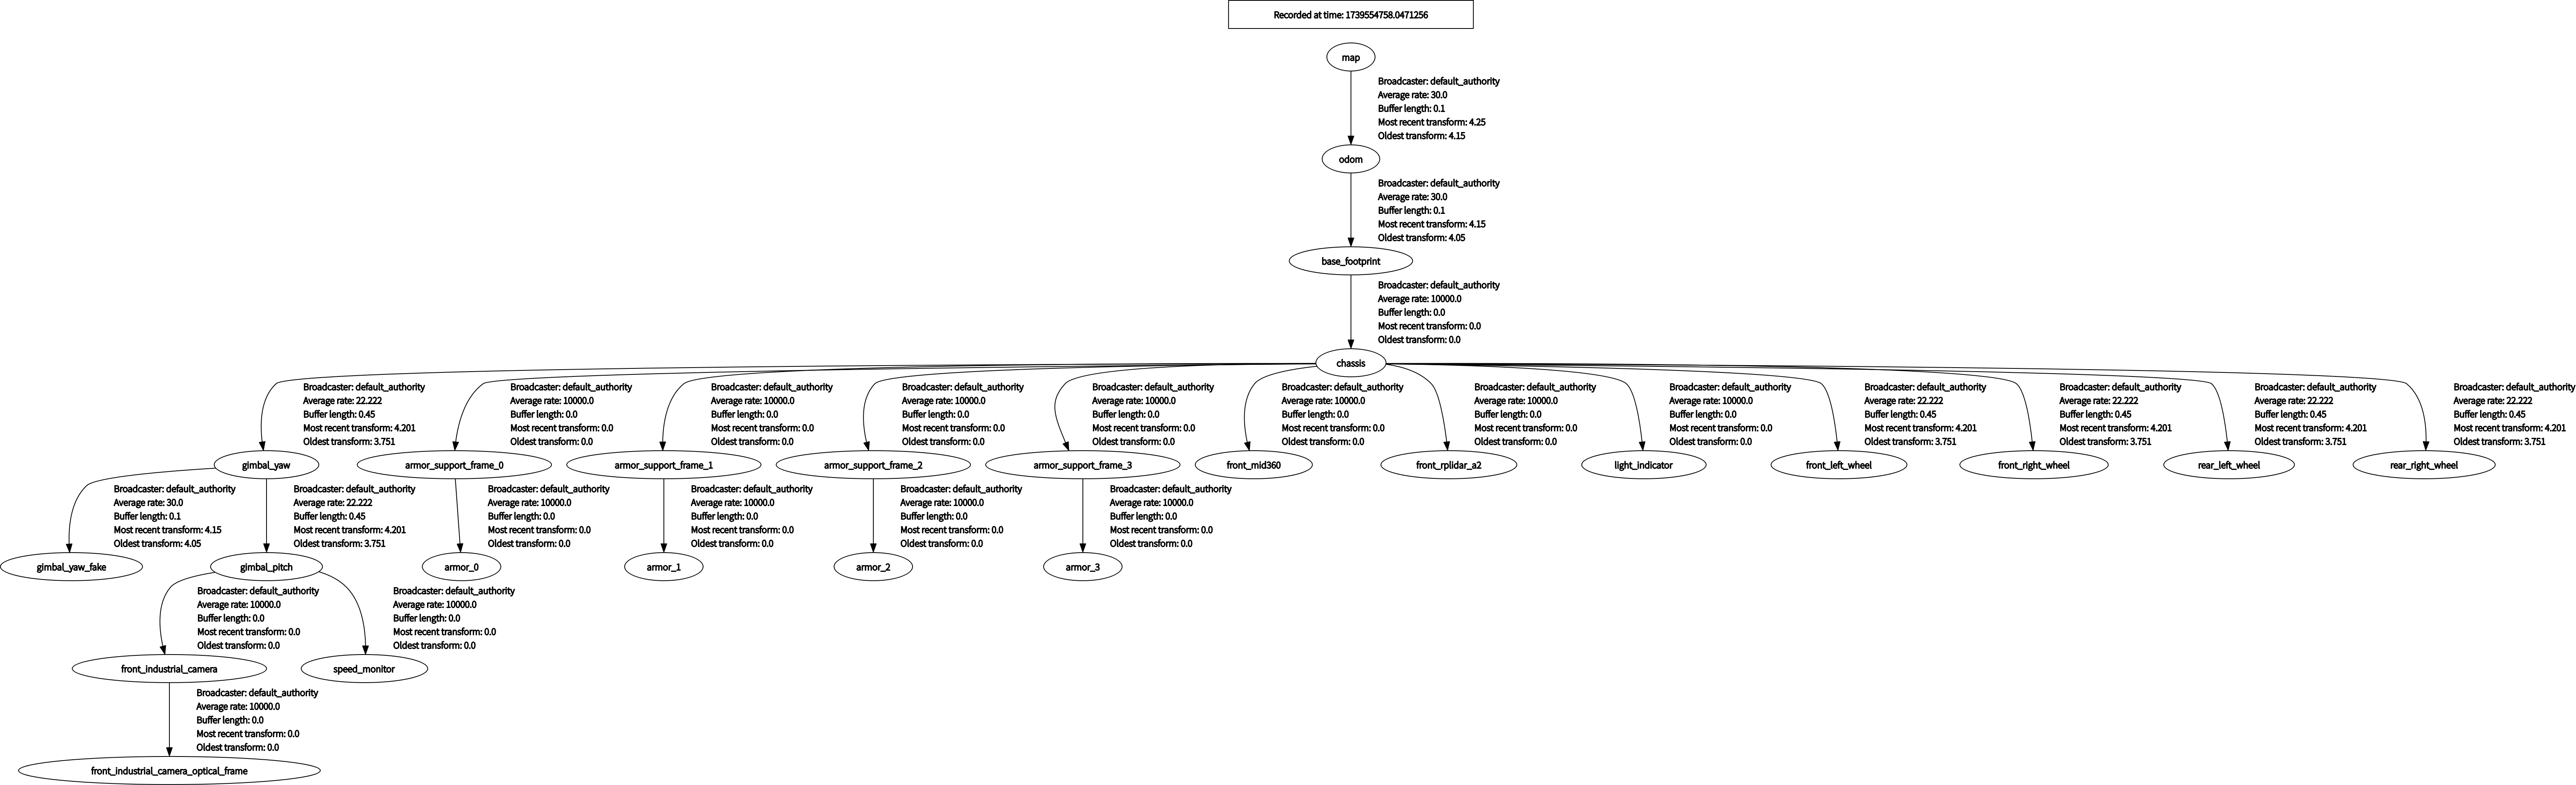 Recorded at time: 1739554758.0471256
map
Broadcaster: default_authority
Average rate: 30.0
Buffer length: 0.1
Most recent transform: 4.25
Oldest transform: 4.15
odom
Broadcaster: default_authority
Average rate: 30.0
Buffer length: 0.1
Most recent transform: 4.15
Oldest transform: 4.05
base_footprint
Broadcaster: default_authority
Average rate: 10000.0
Buffer length: 0.0
Most recent transform: 0.0
Oldest transform: 0.0
chassis
Broadcaster: default_authority
Average rate: 22.222
Buffer length: 0.45
Most recent transform: 4.201
Oldest transform: 3.751
Broadcaster: default_authority
Average rate: 10000.0
Buffer length: 0.0
Most recent transform: 0.0
Oldest transform: 0.0
Broadcaster: default_authority
Average rate: 10000.0
Buffer length: 0.0
Most recent transform: 0.0
Oldest transform: 0.0
Broadcaster: default_authority
Average rate: 10000.0
Buffer length: 0.0
Most recent transform: 0.0
Oldest transform: 0.0
Broadcaster: default_authority
Average rate: 10000.0
Buffer length: 0.0
Most recent transform: 0.0
Oldest transform: 0.0
Broadcaster: default_authority
Average rate: 10000.0
Buffer length: 0.0
Most recent transform: 0.0
Oldest transform: 0.0
Broadcaster: default_authority
Average rate: 10000.0
Buffer length: 0.0
Most recent transform: 0.0
Oldest transform: 0.0
Broadcaster: default_authority
Average rate: 10000.0
Buffer length: 0.0
Most recent transform: 0.0
Oldest transform: 0.0
Broadcaster: default_authority
Average rate: 22.222
Buffer length: 0.45
Most recent transform: 4.201
Oldest transform: 3.751
Broadcaster: default_authority
Average rate: 22.222
Buffer length: 0.45
Most recent transform: 4.201
Oldest transform: 3.751
Broadcaster: default_authority
Average rate: 22.222
Buffer length: 0.45
Most recent transform: 4.201
Oldest transform: 3.751
Broadcaster: default_authority
Average rate: 22.222
Buffer length: 0.45
Most recent transform: 4.201
Oldest transform: 3.751
gimbal_yaw
armor_support_frame_0
armor_support_frame_1
armor_support_frame_2
armor_support_frame_3
front_mid360
front_rplidar_a2
light_indicator
front_left_wheel
front_right_wheel
rear_left_wheel
rear_right_wheel
Broadcaster: default_authority
Average rate: 30.0
Buffer length: 0.1
Most recent transform: 4.15
Oldest transform: 4.05
Broadcaster: default_authority
Average rate: 22.222
Buffer length: 0.45
Most recent transform: 4.201
Oldest transform: 3.751
Broadcaster: default_authority
Average rate: 10000.0
Buffer length: 0.0
Most recent transform: 0.0
Oldest transform: 0.0
Broadcaster: default_authority
Average rate: 10000.0
Buffer length: 0.0
Most recent transform: 0.0
Oldest transform: 0.0
Broadcaster: default_authority
Average rate: 10000.0
Buffer length: 0.0
Most recent transform: 0.0
Oldest transform: 0.0
Broadcaster: default_authority
Average rate: 10000.0
Buffer length: 0.0
Most recent transform: 0.0
Oldest transform: 0.0
gimbal_yaw_fake
gimbal_pitch
armor_0
armor_1
armor_2
armor_3
Broadcaster: default_authority
Average rate: 10000.0
Buffer length: 0.0
Most recent transform: 0.0
Oldest transform: 0.0
Broadcaster: default_authority
Average rate: 10000.0
Buffer length: 0.0
Most recent transform: 0.0
Oldest transform: 0.0
front_industrial_camera
speed_monitor
Broadcaster: default_authority
Average rate: 10000.0
Buffer length: 0.0
Most recent transform: 0.0
Oldest transform: 0.0
front_industrial_camera_optical_frame